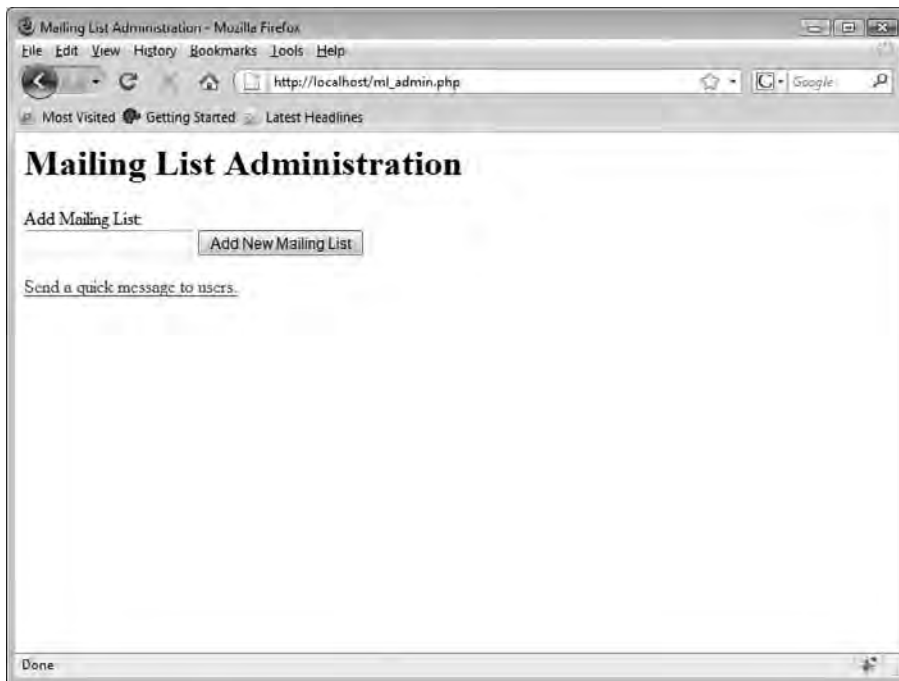 Mailing List Administration - Mozilla Firefox
File Edit View History Bookmarks Tools Help
http://localhost/ml_admin.php
G Google
Most Visited Getting Started Latest Headlines
Mailing List Administration
Add Mailing List:
Add New Mailing List
Send a quick message to users.
Done